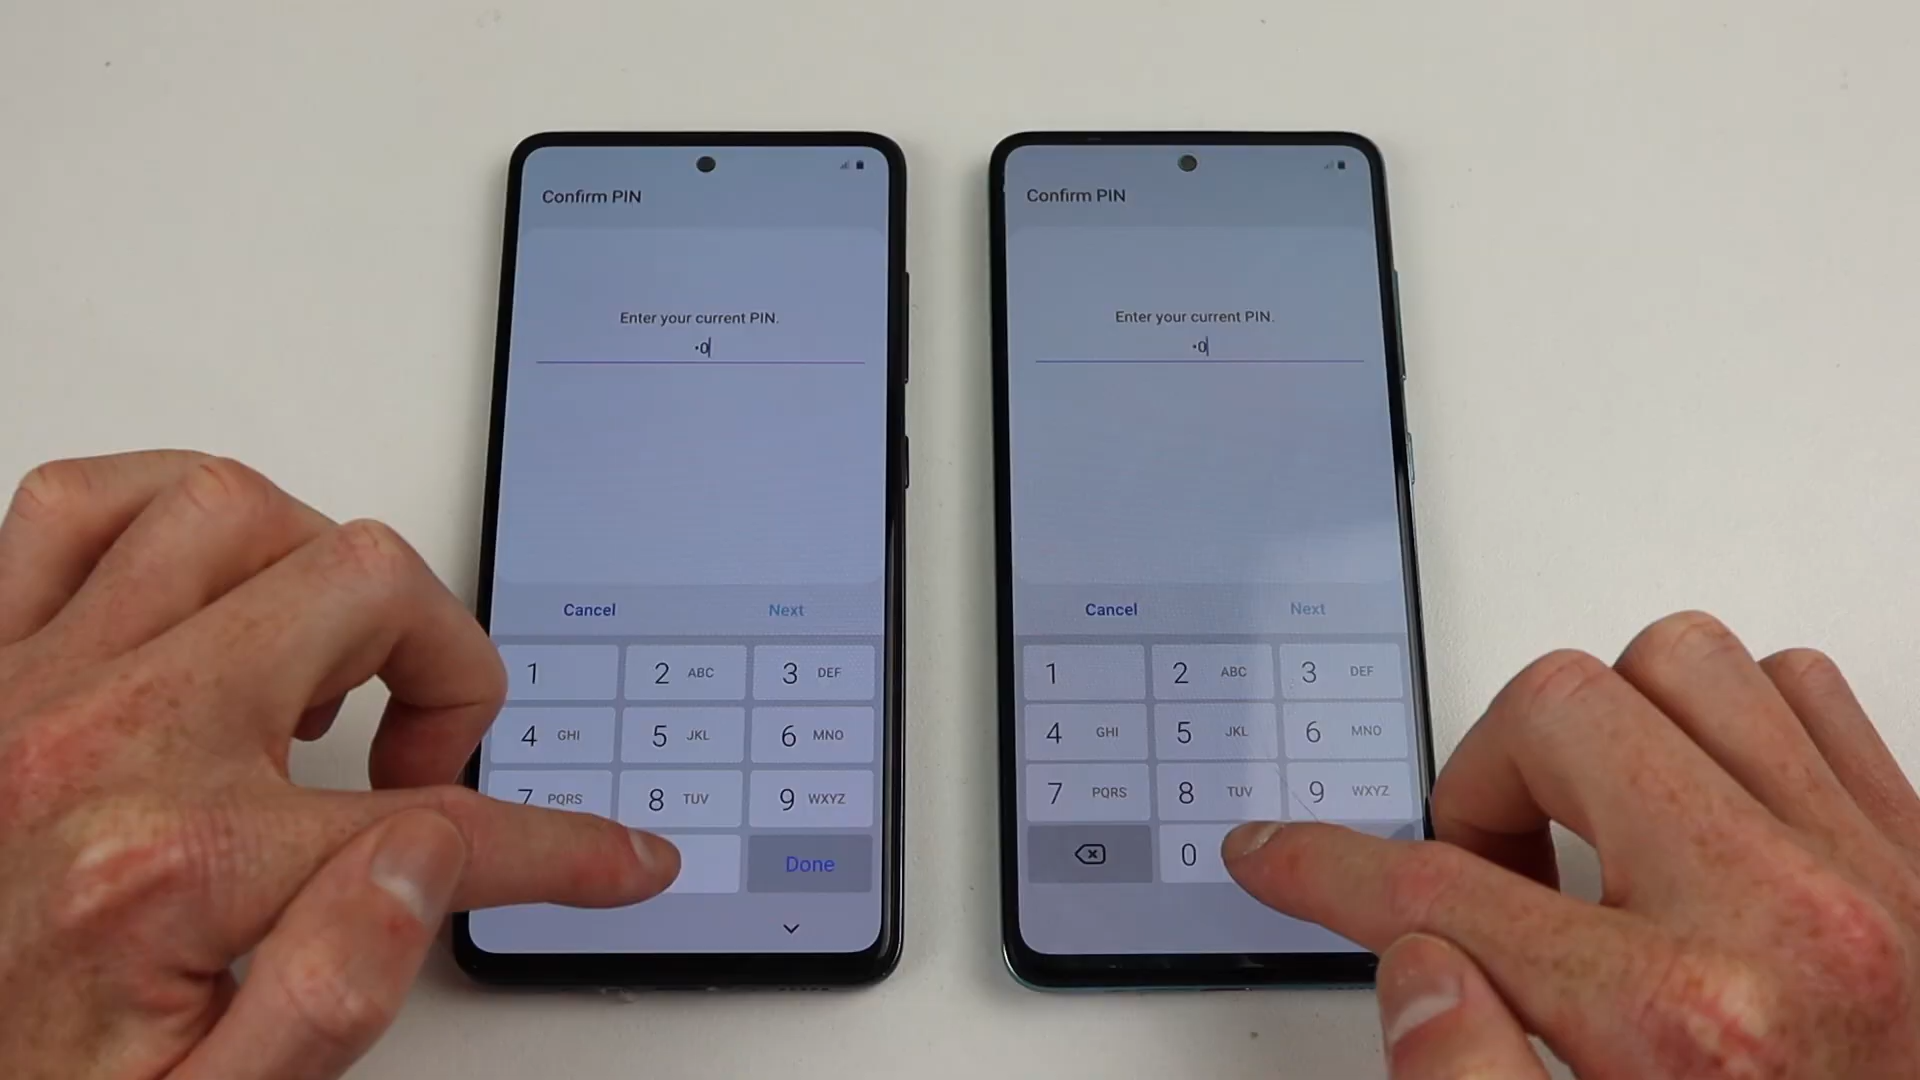 Confirm PIN
Enter your current PIN.
·0
Cancel Next
1 2 ABC 3 DEF
4 GHI 5 JKL 6 MNO
7 PQRS 8 TUV 9 WXYZ
Done
Confirm PIN
Enter your current PIN.
·0
Cancel Next
1 2 ABC 3 DEF
4 GHI 5 JKL 6 MNO
7 PQRS 8 TUV 9 WXYZ
0